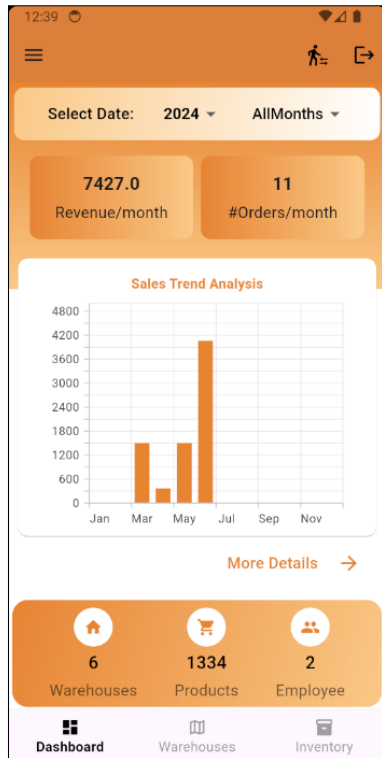 12:39
Select Date: 2024 AllMonths
7427.0 11
Revenue/month #Orders/month
Sales Trend Analysis
4800
4200
3600
3000
2400
1800
1200
600
0
Jan Mar May Jul Sep Nov
More Details
6 1334 2
Warehouses Products Employee
Dashboard Warehouses Inventory